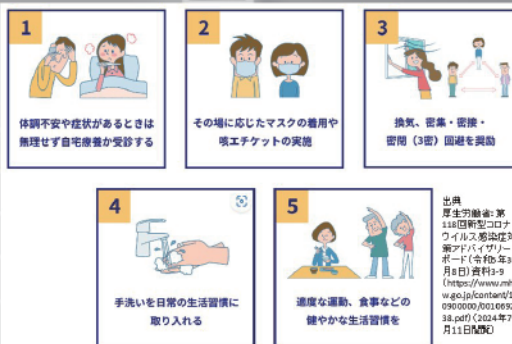 1
体調不安や症状があるときは
無理せず自宅療養か受診する
2
その場に応じたマスクの着用や
咳エチケットの実施
3
換気、密集・密接・
密閉（3密）回避を奨励
4
手洗いを日常の生活習慣に
取り入れる
5
適度な運動、食事などの
健やかな生活習慣を
出典
厚生労働省: 第
118回新型コロナ
ウイルス感染症対
策アドバイザリー
ボード（令和5年3
月8日）資料3-9
（https://www.mh
w.go.jp/content/1
0900000/0010692
38.pdf）（2024年7
月11日閲覧）